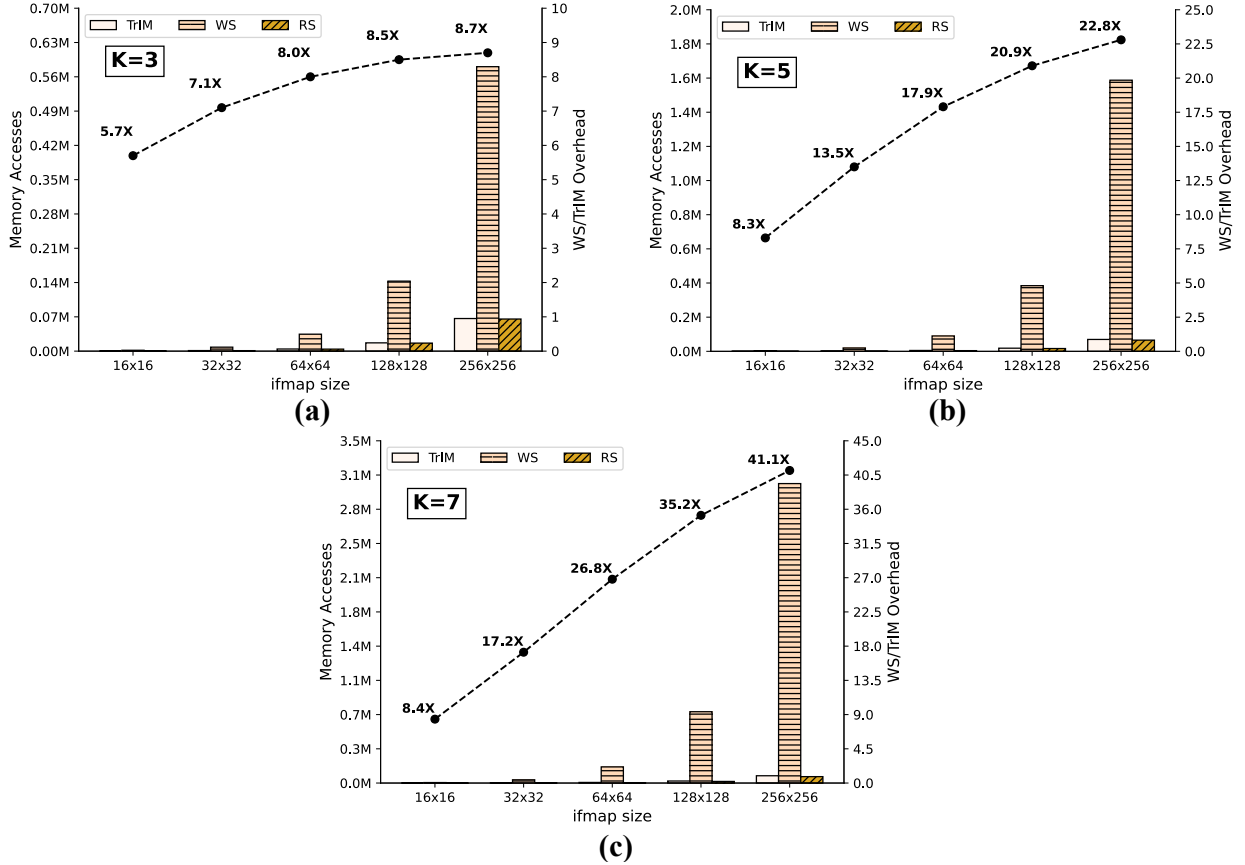 TrIM WS RS
K=3
Memory Accesses
0.70M
0.63M
0.56M
0.49M
0.42M
0.35M
0.28M
0.21M
0.14M
0.07M
0.00M
5.7X
7.1X
8.0X
8.5X
8.7X
10
9
8
7
6
5
4
3
2
1
0
WS/TrIM Overhead
16x16 32x32 64x64 128x128 256x256
ifmap size
(a)
TrIM WS RS
K=5
Memory Accesses
2.0M
1.8M
1.6M
1.4M
1.2M
1.0M
0.8M
0.6M
0.4M
0.2M
0.0M
8.3X
13.5X
17.9X
20.9X
22.8X
25.0
22.5
20.0
17.5
15.0
12.5
10.0
7.5
5.0
2.5
0.0
WS/TrIM Overhead
16x16 32x32 64x64 128x128 256x256
ifmap size
(b)
TrIM WS RS
K=7
Memory Accesses
3.5M
3.1M
2.8M
2.5M
2.1M
1.8M
1.4M
1.1M
0.7M
0.3M
0.0M
8.4X
17.2X
26.8X
35.2X
41.1X
45.0
40.5
36.0
31.5
27.0
22.5
18.0
13.5
9.0
4.5
0.0
WS/TrIM Overhead
16x16 32x32 64x64 128x128 256x256
ifmap size
(c)